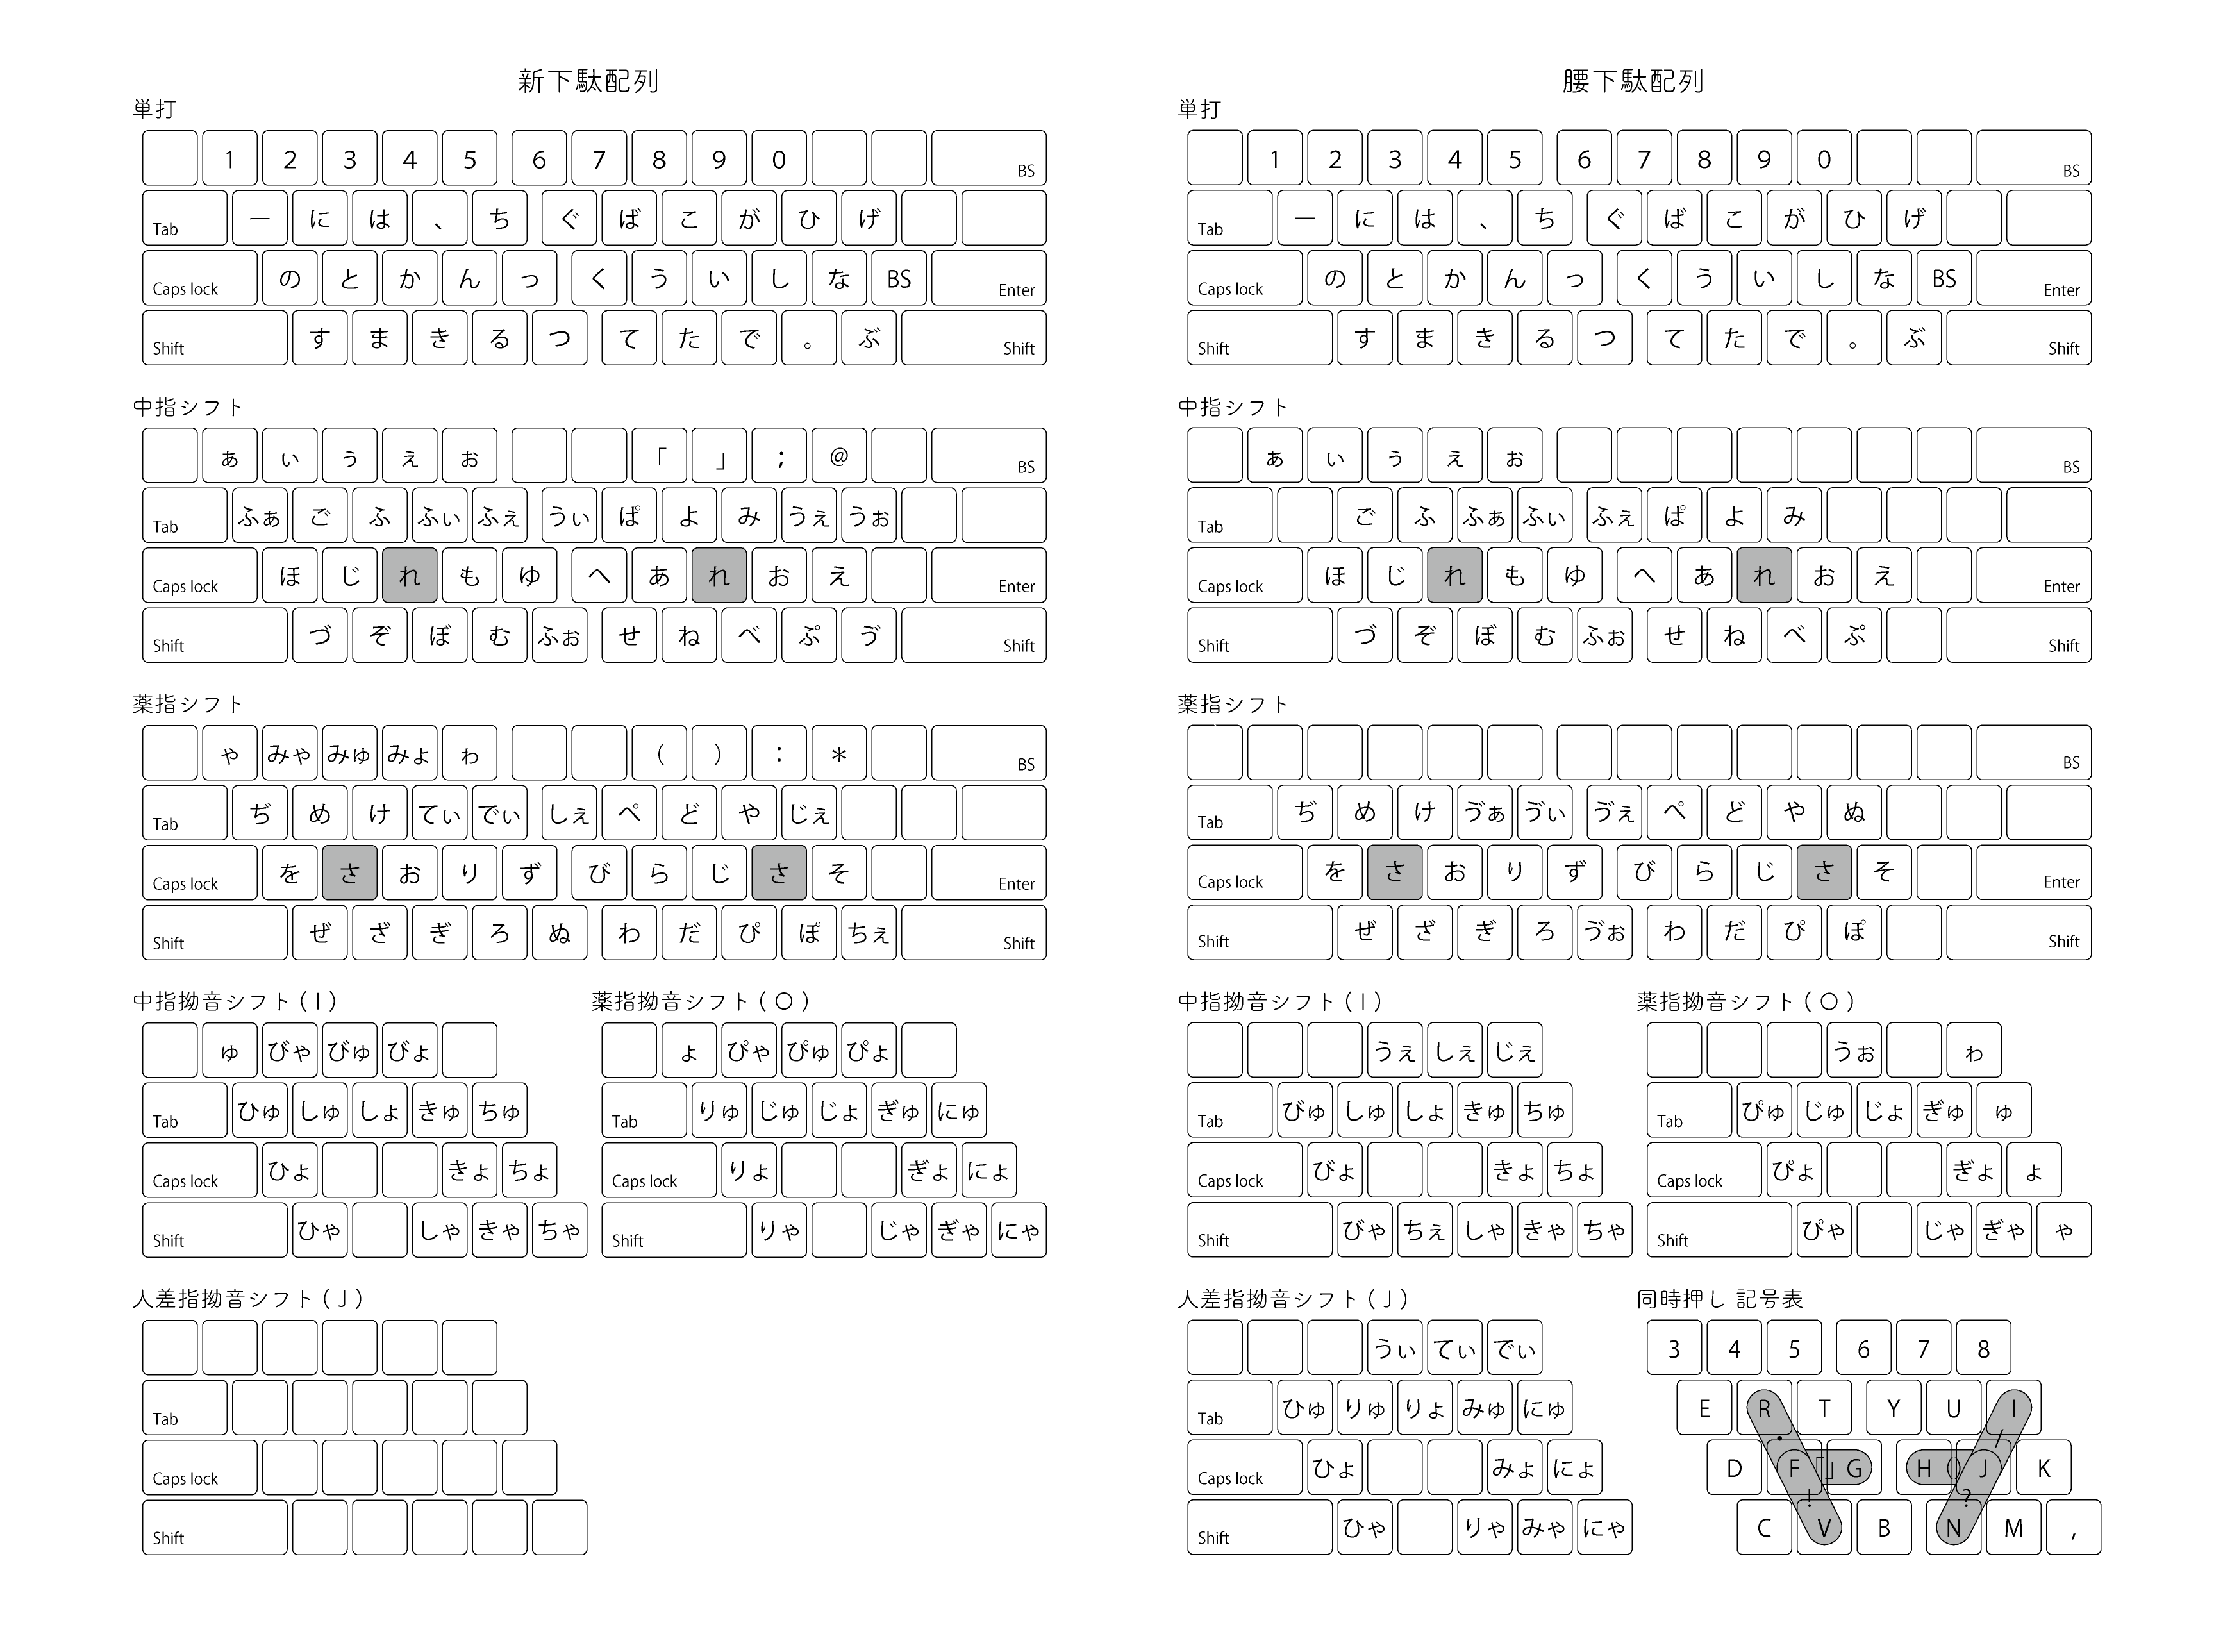 新下駄配列
単打
1 2 3 4 5 6 7 8 9 0 BS
Tab ー に は 、 ち ぐ ば こ が ひ げ
Caps lock の と か ん っ く う い し な BS Enter
Shift す ま き る つ て た で 。 ぶ Shift
中指シフト
ぁ ぃ ぅ ぇ ぉ 「 」 ; @ BS
Tab ふぁ ご ふ ふぃ ふぇ うぃ ぱ よ み うぇ うぉ
Caps lock ほ じ れ も ゆ へ あ れ お え Enter
Shift づ ぞ ぼ む ふぉ せ ね べ ぷ ゔ Shift
薬指シフト
ゃ みゃ みゅ みょ ゎ ( ) : * BS
Tab ぢ め け てぃ でぃ しぇ ぺ ど や じぇ
Caps lock を さ お り ず び ら じ さ そ Enter
Shift ぜ ざ ぎ ろ ぬ わ だ ぴ ぽ ちぇ Shift
中指拗音シフト(I)
ゅ びゃ びゅ びょ
Tab ひゅ しゅ しょ きゅ ちゅ
Caps lock ひょ きょ ちょ
Shift ひゃ しゃ きゃ ちゃ
薬指拗音シフト(O)
ょ ぴゃ ぴゅ ぴょ
Tab りゅ じゅ じょ ぎゅ にゅ
Caps lock りょ ぎょ にょ
Shift りゃ じゃ ぎゃ にゃ
人差指拗音シフト(J)
Tab
Caps lock
Shift
腰下駄配列
単打
1 2 3 4 5 6 7 8 9 0 BS
Tab ー に は 、 ち ぐ ば こ が ひ げ
Caps lock の と か ん っ く う い し な BS Enter
Shift す ま き る つ て た で 。 ぶ Shift
中指シフト
ぁ ぃ ぅ ぇ ぉ BS
Tab ご ふ ふぁ ふぃ ふぇ ぱ よ み
Caps lock ほ じ れ も ゆ へ あ れ お え Enter
Shift づ ぞ ぼ む ふぉ せ ね べ ぷ Shift
薬指シフト
BS
Tab ぢ め け ゔぁ ゔぃ ゔぇ ぺ ど や ぬ
Caps lock を さ お り ず び ら じ さ そ Enter
Shift ぜ ざ ぎ ろ ゔぉ わ だ ぴ ぽ Shift
中指拗音シフト(I)
うぇ しぇ じぇ
Tab びゅ しゅ しょ きゅ ちゅ
Caps lock びょ きょ ちょ
Shift びゃ ちぇ しゃ きゃ ちゃ
薬指拗音シフト(O)
うぉ ゎ
Tab ぴゅ じゅ じょ ぎゅ ゅ
Caps lock ぴょ ぎょ ょ
Shift ぴゃ じゃ ぎゃ ゃ
人差指拗音シフト(J)
うぃ てぃ でぃ
Tab ひゅ りゅ りょ みゅ にゅ
Caps lock ひょ みょ にょ
Shift ひゃ りゃ みゃ にゃ
同時押し 記号表
3 4 5 6 7 8
E R T Y U I
・ /
D F 「」 G H () J K
! ?
C V B N M ,